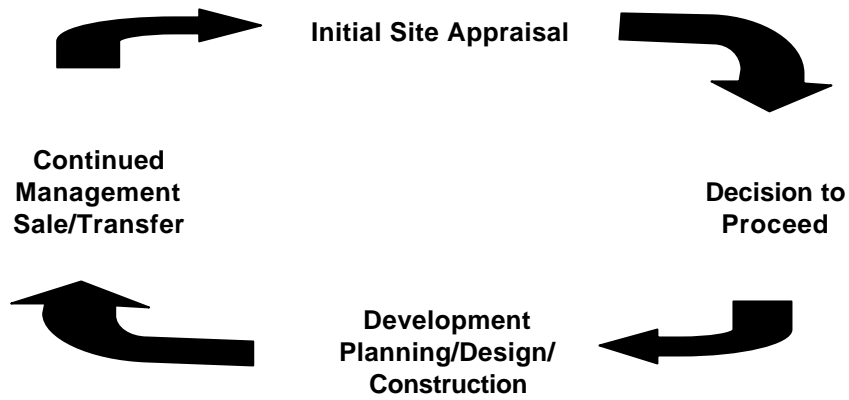 Initial Site Appraisal
Decision to
Proceed
Development
Planning/Design/
Construction
Continued
Management
Sale/Transfer